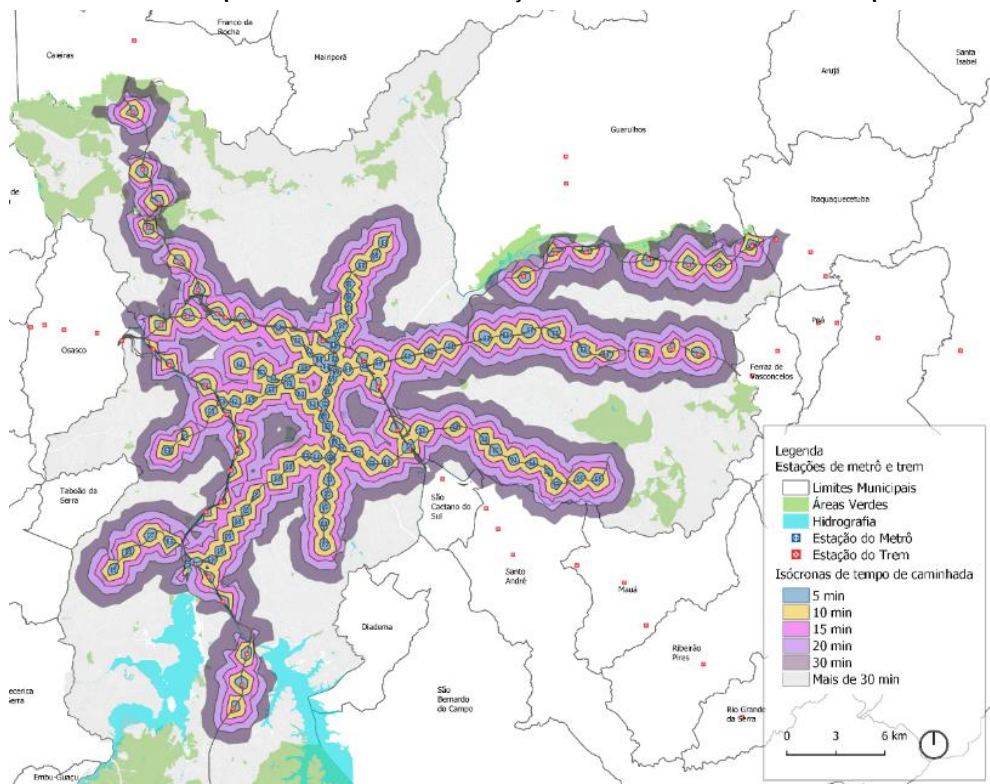 Franco da
Rocha
Caieiras
Mairiporã
Santa
Isabel
Arujá
Guarulhos
de
Itaquaquecetuba
Poá
Osasco
Ferraz de
Vasconcelos
Taboão da
Serra
São
Caetano do
Sul
Santo
André
Mauá
Diadema
Ribeirão
Pires
São
Bernardo
do Campo
Rio Grande
da Serra
ecerica
Serra
Embu-Guaçu
Legenda
Estações de metrô e trem
Limites Municipais
Áreas Verdes
Hidrografia
Estação do Metrô
Estação do Trem
Isócronas de tempo de caminhada
5 min
10 min
15 min
20 min
30 min
Mais de 30 min
0 3 6 km